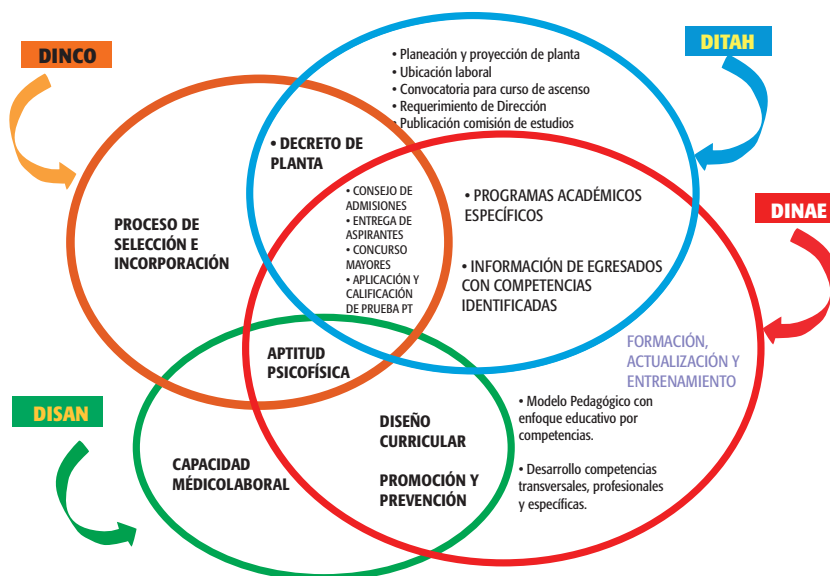 DINCO
DITAH
• Planeación y proyección de planta
• Ubicación laboral
• Convocatoria para curso de ascenso
• Requerimiento de Dirección
• Publicación comisión de estudios
• DECRETO DE
PLANTA
• CONSEJO DE
ADMISIONES
• ENTREGA DE
ASPIRANTES
• CONCURSO
MAYORES
• APLICACIÓN Y
CALIFICACIÓN
DE PRUEBA PT
• PROGRAMAS ACADÉMICOS
ESPECÍFICOS
DINAE
PROCESO DE
SELECCIÓN E
INCORPORACIÓN
• INFORMACIÓN DE EGRESADOS
CON COMPETENCIAS
IDENTIFICADAS
APTITUD
PSICOFÍSICA
FORMACIÓN,
ACTUALIZACIÓN Y
ENTRENAMIENTO
DISAN
• Modelo Pedagógico con
enfoque educativo por
competencias.
DISEÑO
CURRICULAR
CAPACIDAD
MÉDICOLABORAL
PROMOCIÓN Y
PREVENCIÓN
• Desarrollo competencias
transversales, profesionales
y específicas.